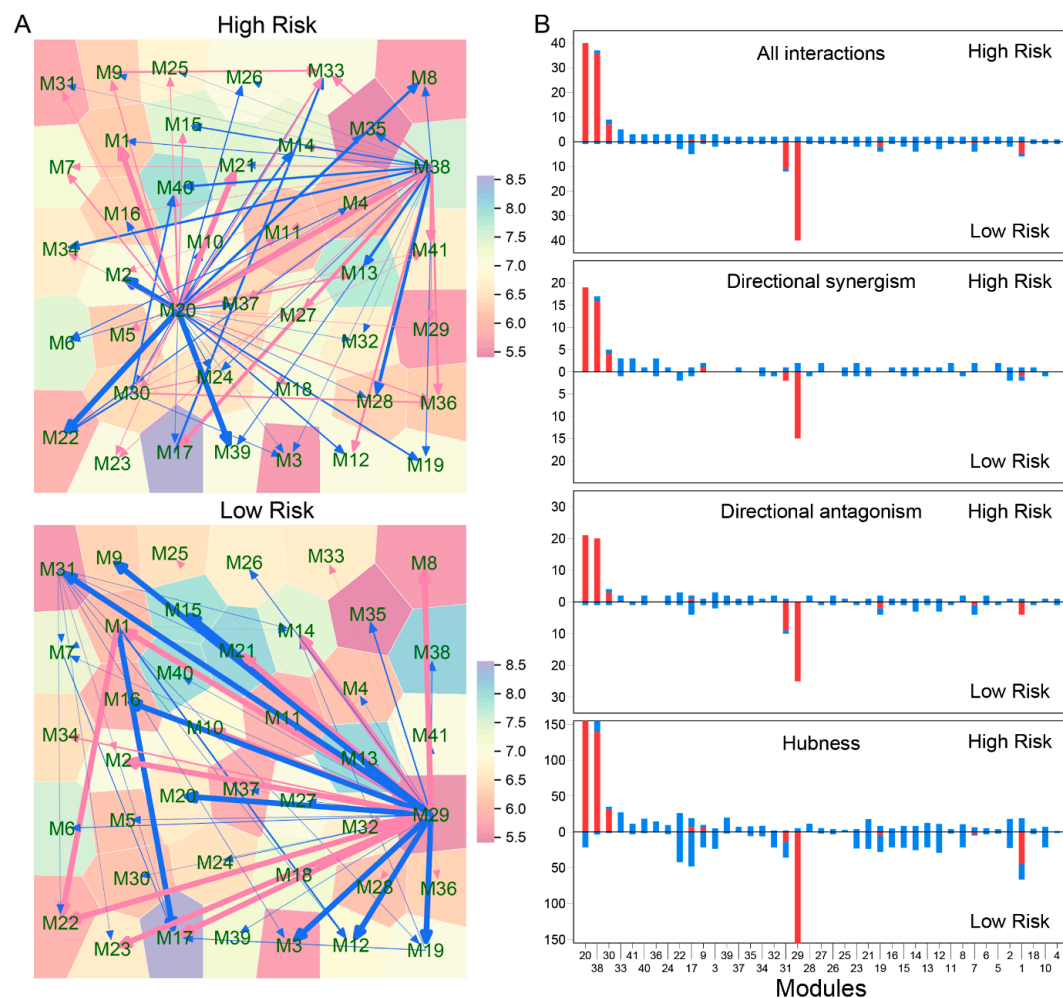 A
High Risk
M31
M9
M25
M26
M33
M8
M1
M15
M14
M35
M7
M40
M21
M38
M16
M10
M11
M4
M34
M2
M13
M41
M20
M37
M27
M6
M5
M32
M29
M30
M24
M18
M28
M36
M22
M23
M17
M39
M3
M12
M19
8.5
8.0
7.5
7.0
6.5
6.0
5.5
Low Risk
M31
M9
M25
M26
M33
M8
M1
M15
M14
M35
M7
M40
M21
M38
M16
M10
M11
M4
M34
M2
M13
M41
M20
M37
M27
M29
M6
M5
M32
M30
M24
M18
M28
M36
M22
M23
M17
M39
M3
M12
M19
8.5
8.0
7.5
7.0
6.5
6.0
5.5
B
All interactions
High Risk
Low Risk
40
30
20
10
0
10
20
30
40
Directional synergism
High Risk
Low Risk
20
15
10
5
0
5
10
15
20
Directional antagonism
High Risk
Low Risk
30
20
10
0
10
20
30
Hubness
High Risk
Low Risk
150
100
50
0
50
100
150
20 30 41 36 22 9 39 34 31 28 26 23 19 15 13 8 6 2 18 4
38 33 40 24 17 3 37 32 29 27 25 21 16 14 12 11 7 5 1 10
Modules